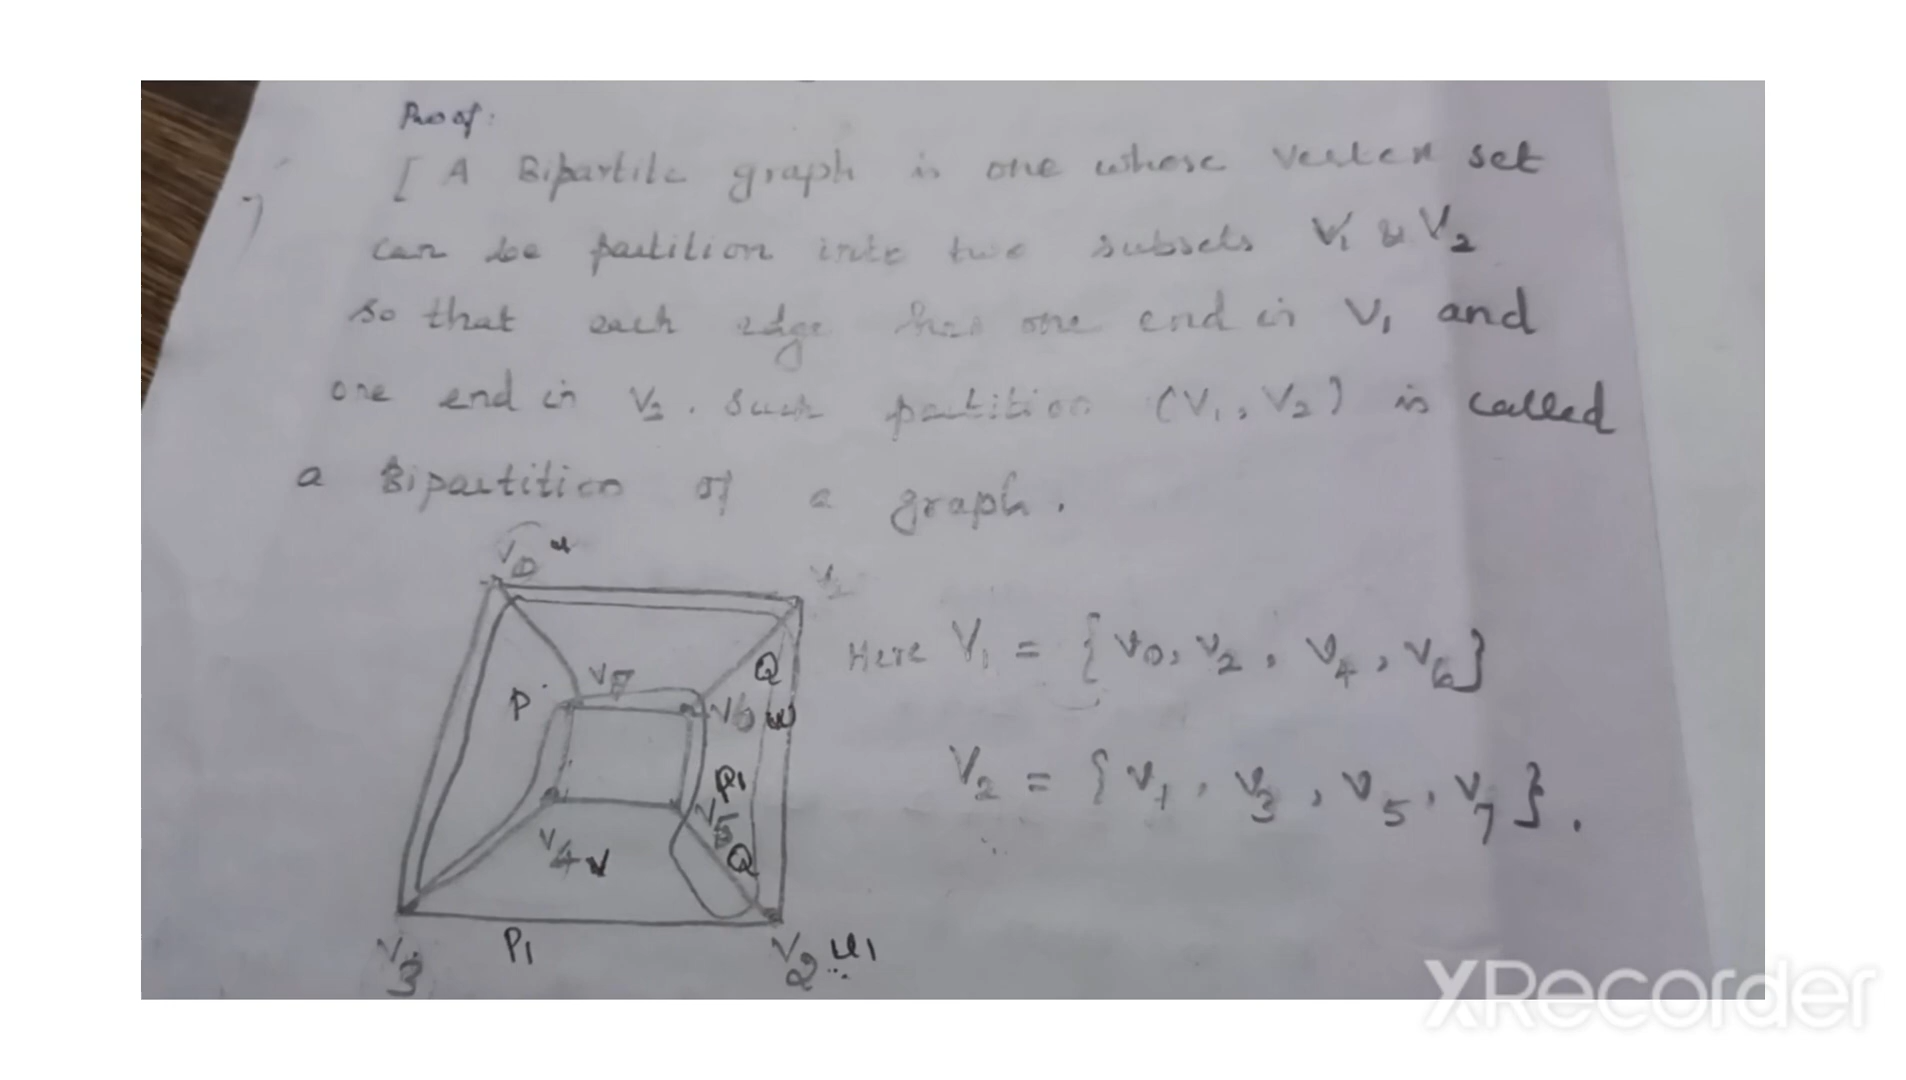 Proof:
[ A Bipartile graph is one whose vertex set
can be partition into two subsets V1 & V2
so that each edge has one end in V1 and
one end in V2. Such partition (V1, V2) is called
a Bipartition of a graph.
V0 u
V7
P
Q
V6 w
Here V1 = { v0, v2, v4, v6}
P1
V5
V2 = { v1, v3, v5, v7}.
V4 v
Q
V3 P1 V2 u1
XRecorder